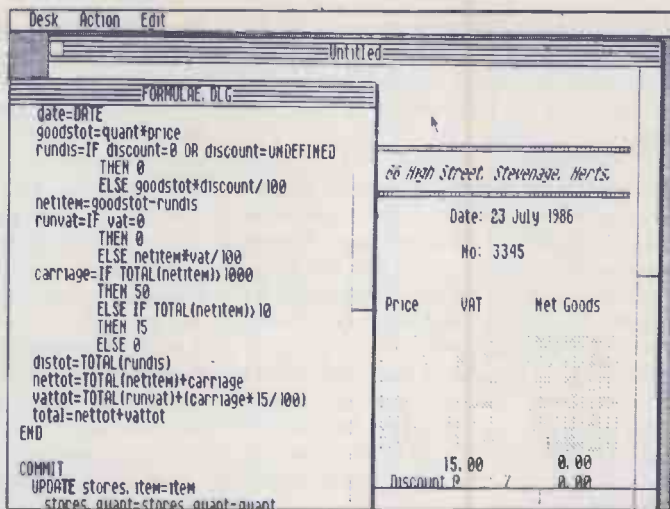 Desk Action Edit
Untitled
FORMULAE.DLG
date=DATE
goodstot=quant*price
rundis=IF discount=0 OR discount=UNDEFINED
THEN 0
ELSE goodstot*discount/100
netitem=goodstot-rundis
runvat=IF vat=0
THEN 0
ELSE netitem*vat/100
carriage=IF TOTAL(netitem)>1000
THEN 50
ELSE IF TOTAL(netitem)>10
THEN 15
ELSE 0
distot=TOTAL(rundis)
nettot=TOTAL(netitem)+carriage
vattot=TOTAL(runvat)+(carriage*15/100)
total=nettot+vattot
END
COMMIT
UPDATE stores, item=item
stores, quant=stores, quant-quant
66 High Street, Stevenage, Herts.
Date: 23 July 1986
No: 3345
Price VAT Net Goods
15.00 0.00
Discount 0.00